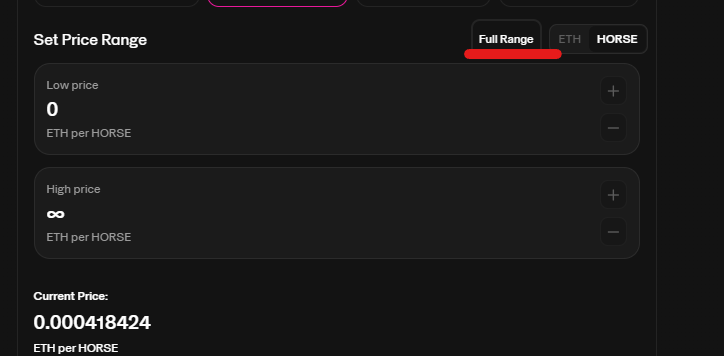 Set Price Range
Full Range
ETH
HORSE
Low price
0
ETH per HORSE
High price
∞
ETH per HORSE
Current Price:
0.000418424
ETH per HORSE